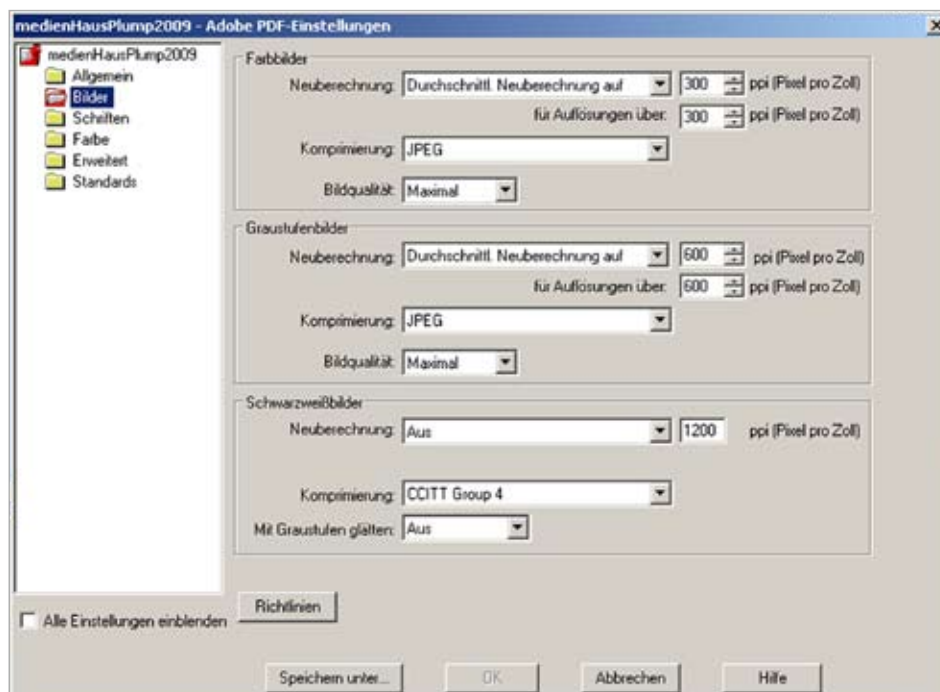 medienHausPlump2009 - Adobe PDF-Einstellungen
medienHausPlump2009
Allgemein
Bilder
Schriften
Farbe
Erweitert
Standards
Farbbilder
Neuberechnung: Durchschnittl. Neuberechnung auf 300 ppi (Pixel pro Zoll)
für Auflösungen über: 300 ppi (Pixel pro Zoll)
Komprimierung: JPEG
Bildqualität: Maximal
Graustufenbilder
Neuberechnung: Durchschnittl. Neuberechnung auf 600 ppi (Pixel pro Zoll)
für Auflösungen über: 600 ppi (Pixel pro Zoll)
Komprimierung: JPEG
Bildqualität: Maximal
Schwarzweißbilder
Neuberechnung: Aus 1200 ppi (Pixel pro Zoll)
Komprimierung: CCITT Group 4
Mit Graustufen glätten: Aus
Richtlinien
Alle Einstellungen einblenden
Speichern unter... OK Abbrechen Hilfe